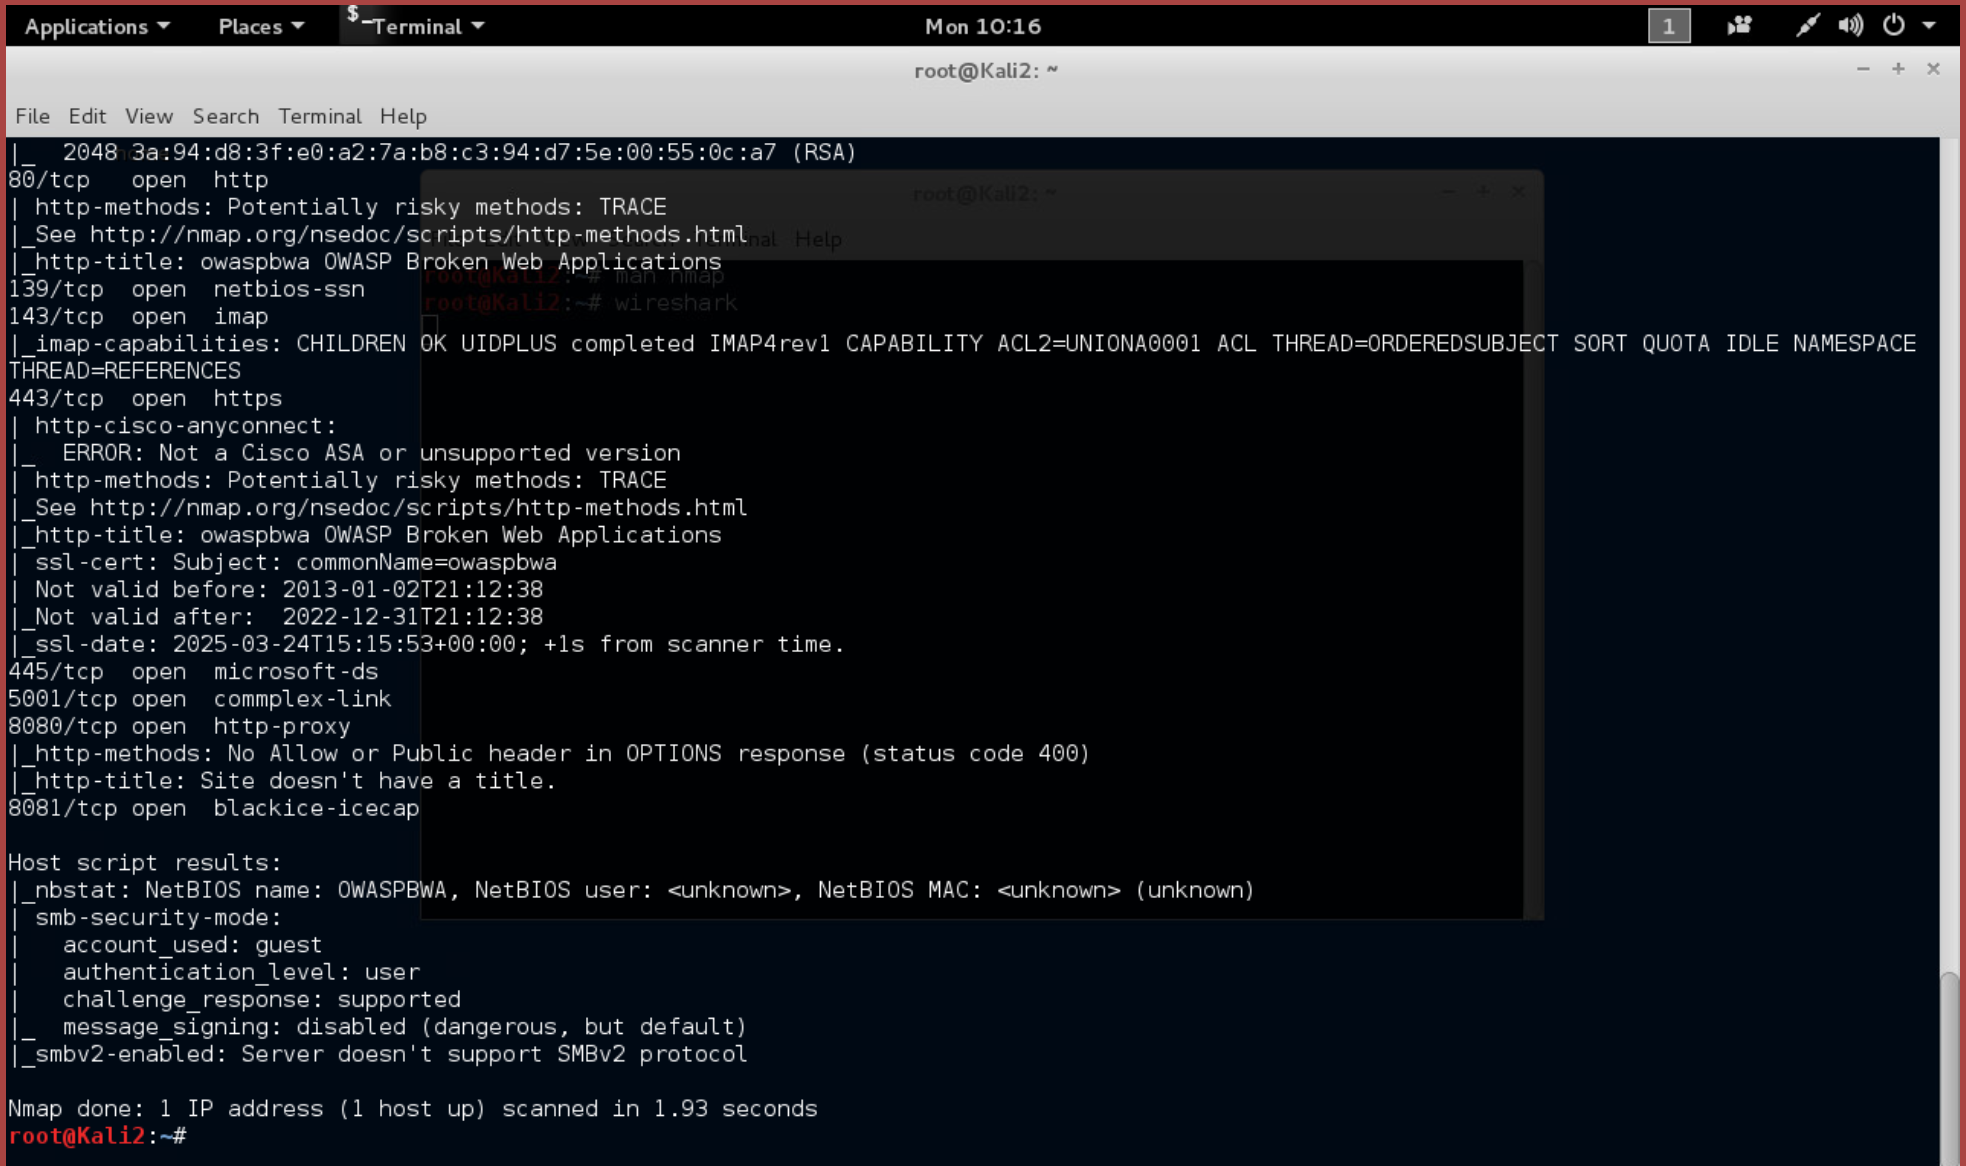 Applications Places $_Terminal Mon 10:16 1
root@Kali2: ~
File Edit View Search Terminal Help
|_  2048 3a:94:d8:3f:e0:a2:7a:b8:c3:94:d7:5e:00:55:0c:a7 (RSA)
80/tcp   open  http
root@Kali2: ~
| http-methods: Potentially risky methods: TRACE
|_See http://nmap.org/nsedoc/scripts/http-methods.html
Help
|_http-title: owaspbwa OWASP Broken Web Applications
root@Kali2:~# man nmap
139/tcp  open  netbios-ssn
root@Kali2:~# wireshark
143/tcp  open  imap
|_imap-capabilities: CHILDREN OK UIDPLUS completed IMAP4rev1 CAPABILITY ACL2=UNIONA0001 ACL THREAD=ORDEREDSUBJECT SORT QUOTA IDLE NAMESPACE
THREAD=REFERENCES
443/tcp  open  https
| http-cisco-anyconnect:
|_  ERROR: Not a Cisco ASA or unsupported version
| http-methods: Potentially risky methods: TRACE
|_See http://nmap.org/nsedoc/scripts/http-methods.html
|_http-title: owaspbwa OWASP Broken Web Applications
| ssl-cert: Subject: commonName=owaspbwa
| Not valid before: 2013-01-02T21:12:38
|_Not valid after:  2022-12-31T21:12:38
|_ssl-date: 2025-03-24T15:15:53+00:00; +1s from scanner time.
445/tcp  open  microsoft-ds
5001/tcp open  commplex-link
8080/tcp open  http-proxy
|_http-methods: No Allow or Public header in OPTIONS response (status code 400)
|_http-title: Site doesn't have a title.
8081/tcp open  blackice-icecap
Host script results:
|_nbstat: NetBIOS name: OWASPBWA, NetBIOS user: <unknown>, NetBIOS MAC: <unknown> (unknown)
| smb-security-mode:
|   account_used: guest
|   authentication_level: user
|   challenge_response: supported
|_  message_signing: disabled (dangerous, but default)
|_smbv2-enabled: Server doesn't support SMBv2 protocol
Nmap done: 1 IP address (1 host up) scanned in 1.93 seconds
root@Kali2:~#